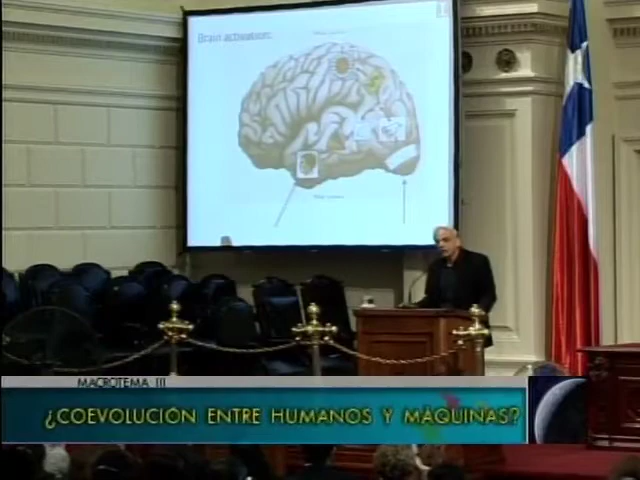 Brain activation:
MACROTEMA III
¿COEVOLUCIÓN ENTRE HUMANOS Y MÁQUINAS?